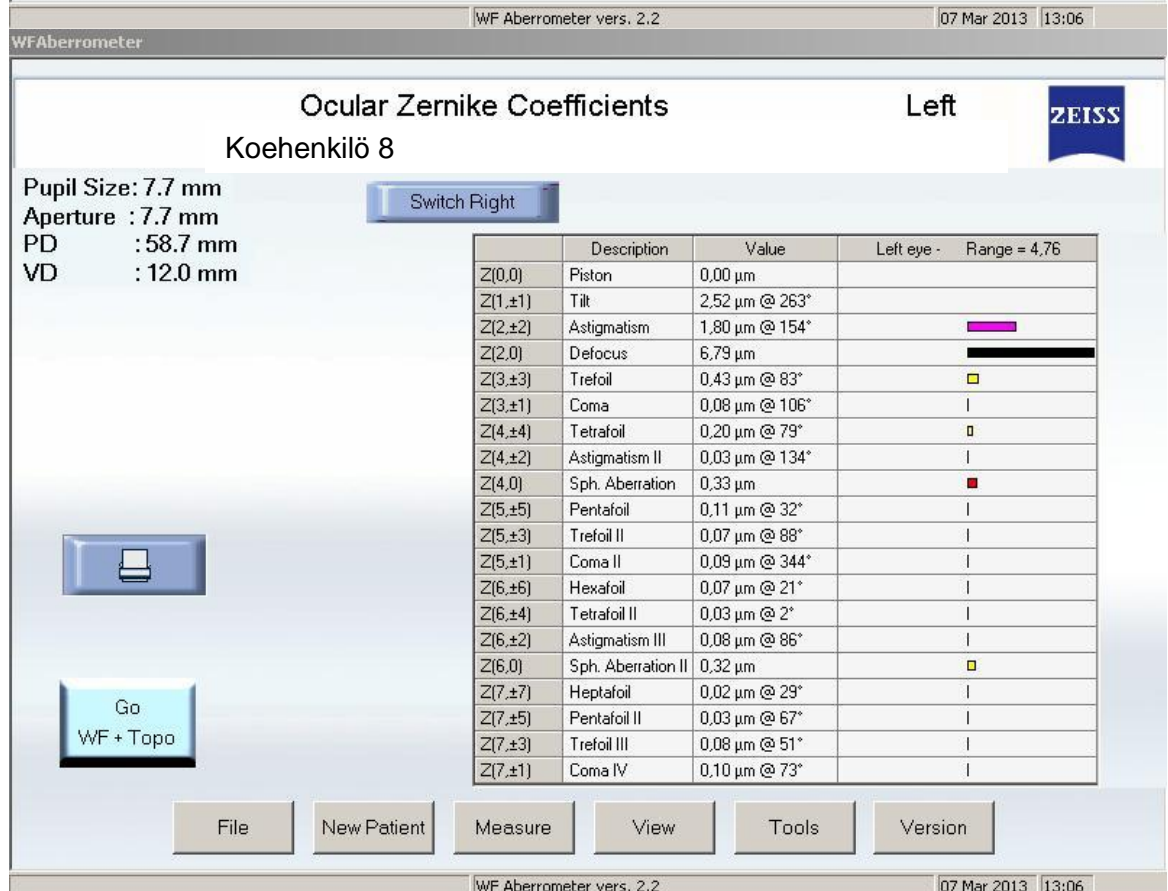 WF Aberrometer vers. 2.2 07 Mar 2013 13:06
WFAberrometer
Ocular Zernike Coefficients Left
ZEISS
Koehenkilö 8
Pupil Size: 7.7 mm
Aperture : 7.7 mm
PD : 58.7 mm
VD : 12.0 mm
Switch Right
Description Value Left eye - Range = 4,76
Z(0,0) Piston 0,00 µm
Z(1,±1) Tilt 2,52 µm @ 263°
Z(2,±2) Astigmatism 1,80 µm @ 154°
Z(2,0) Defocus 6,79 µm
Z(3,±3) Trefoil 0,43 µm @ 83°
Z(3,±1) Coma 0,08 µm @ 106°
Z(4,±4) Tetrafoil 0,20 µm @ 79°
Z(4,±2) Astigmatism II 0,03 µm @ 134°
Z(4,0) Sph. Aberration 0,33 µm
Z(5,±5) Pentafoil 0,11 µm @ 32°
Z(5,±3) Trefoil II 0,07 µm @ 88°
Z(5,±1) Coma II 0,09 µm @ 344°
Z(6,±6) Hexafoil 0,07 µm @ 21°
Z(6,±4) Tetrafoil II 0,03 µm @ 2°
Z(6,±2) Astigmatism III 0,08 µm @ 86°
Z(6,0) Sph. Aberration II 0,32 µm
Z(7,±7) Heptafoil 0,02 µm @ 29°
Z(7,±5) Pentafoil II 0,03 µm @ 67°
Z(7,±3) Trefoil III 0,08 µm @ 51°
Z(7,±1) Coma IV 0,10 µm @ 73°
Go
WF + Topo
File New Patient Measure View Tools Version
WF Aberrometer vers. 2.2 07 Mar 2013 13:06